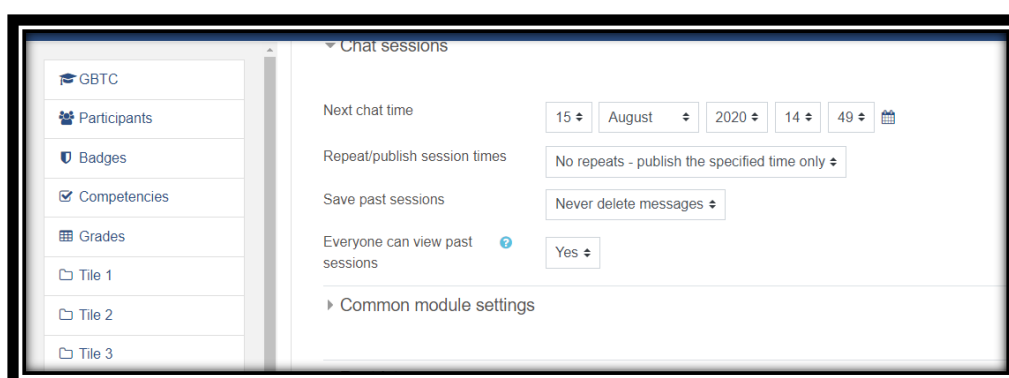 Chat sessions
GBTC
Participants
Badges
Competencies
Grades
Tile 1
Tile 2
Tile 3
Next chat time 15 August 2020 14 49
Repeat/publish session times No repeats - publish the specified time only
Save past sessions Never delete messages
Everyone can view past
sessions
? Yes
Common module settings